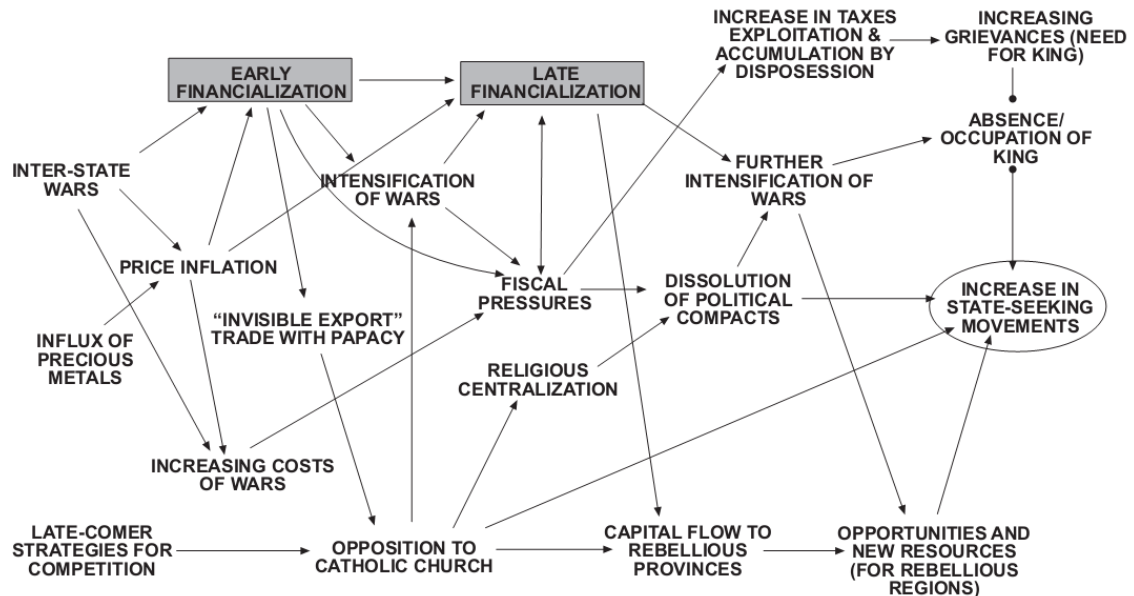 INCREASE IN TAXES
EXPLOITATION &
ACCUMULATION BY
DISPOSESSION
INCREASING
GRIEVANCES (NEED
FOR KING)
EARLY
FINANCIALIZATION
LATE
FINANCIALIZATION
ABSENCE/
OCCUPATION OF
KING
INTER-STATE
WARS
INTENSIFICATION
OF WARS
FURTHER
INTENSIFICATION OF
WARS
PRICE INFLATION
FISCAL
PRESSURES
DISSOLUTION
OF POLITICAL
COMPACTS
INCREASE IN
STATE-SEEKING
MOVEMENTS
“INVISIBLE EXPORT”
TRADE WITH PAPACY
INFLUX OF
PRECIOUS
METALS
RELIGIOUS
CENTRALIZATION
INCREASING COSTS
OF WARS
LATE-COMER
STRATEGIES FOR
COMPETITION
OPPOSITION TO
CATHOLIC CHURCH
CAPITAL FLOW TO
REBELLIOUS
PROVINCES
OPPORTUNITIES AND
NEW RESOURCES
(FOR REBELLIOUS
REGIONS)